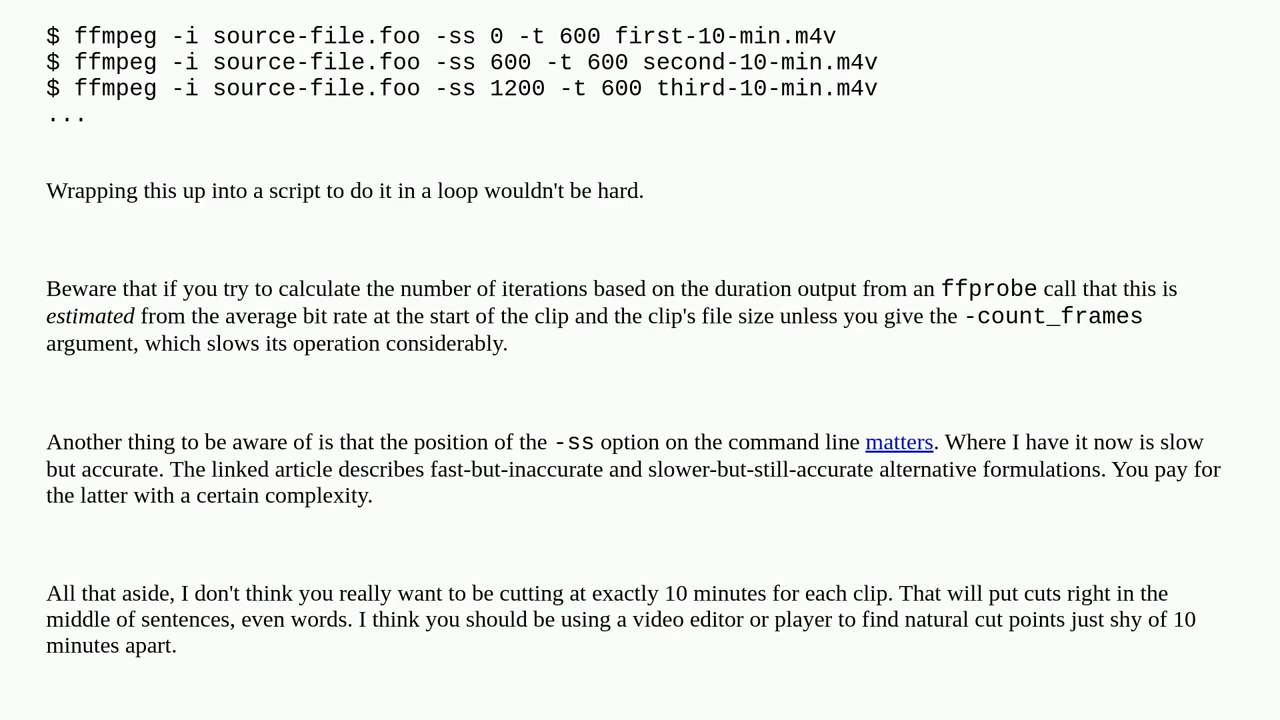 $ ffmpeg -i source-file.foo -ss 0 -t 600 first-10-min.m4v
$ ffmpeg -i source-file.foo -ss 600 -t 600 second-10-min.m4v
$ ffmpeg -i source-file.foo -ss 1200 -t 600 third-10-min.m4v
...
Wrapping this up into a script to do it in a loop wouldn't be hard.
Beware that if you try to calculate the number of iterations based on the duration output from an ffprobe call that this is
estimated from the average bit rate at the start of the clip and the clip's file size unless you give the -count_frames
argument, which slows its operation considerably.
Another thing to be aware of is that the position of the -ss option on the command line matters. Where I have it now is slow
but accurate. The linked article describes fast-but-inaccurate and slower-but-still-accurate alternative formulations. You pay for
the latter with a certain complexity.
All that aside, I don't think you really want to be cutting at exactly 10 minutes for each clip. That will put cuts right in the
middle of sentences, even words. I think you should be using a video editor or player to find natural cut points just shy of 10
minutes apart.